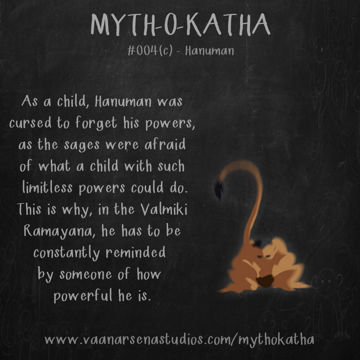 MYTH-O-KATHA
#004(c) - Hanuman
As a child, Hanuman was
cursed to forget his powers,
as the sages were afraid
of what a child with such
limitless powers could do.
This is why, in the Valmiki
Ramayana, he has to be
constantly reminded
by someone of how
powerful he is.
www.vaanarsenastudios.com/mythokatha